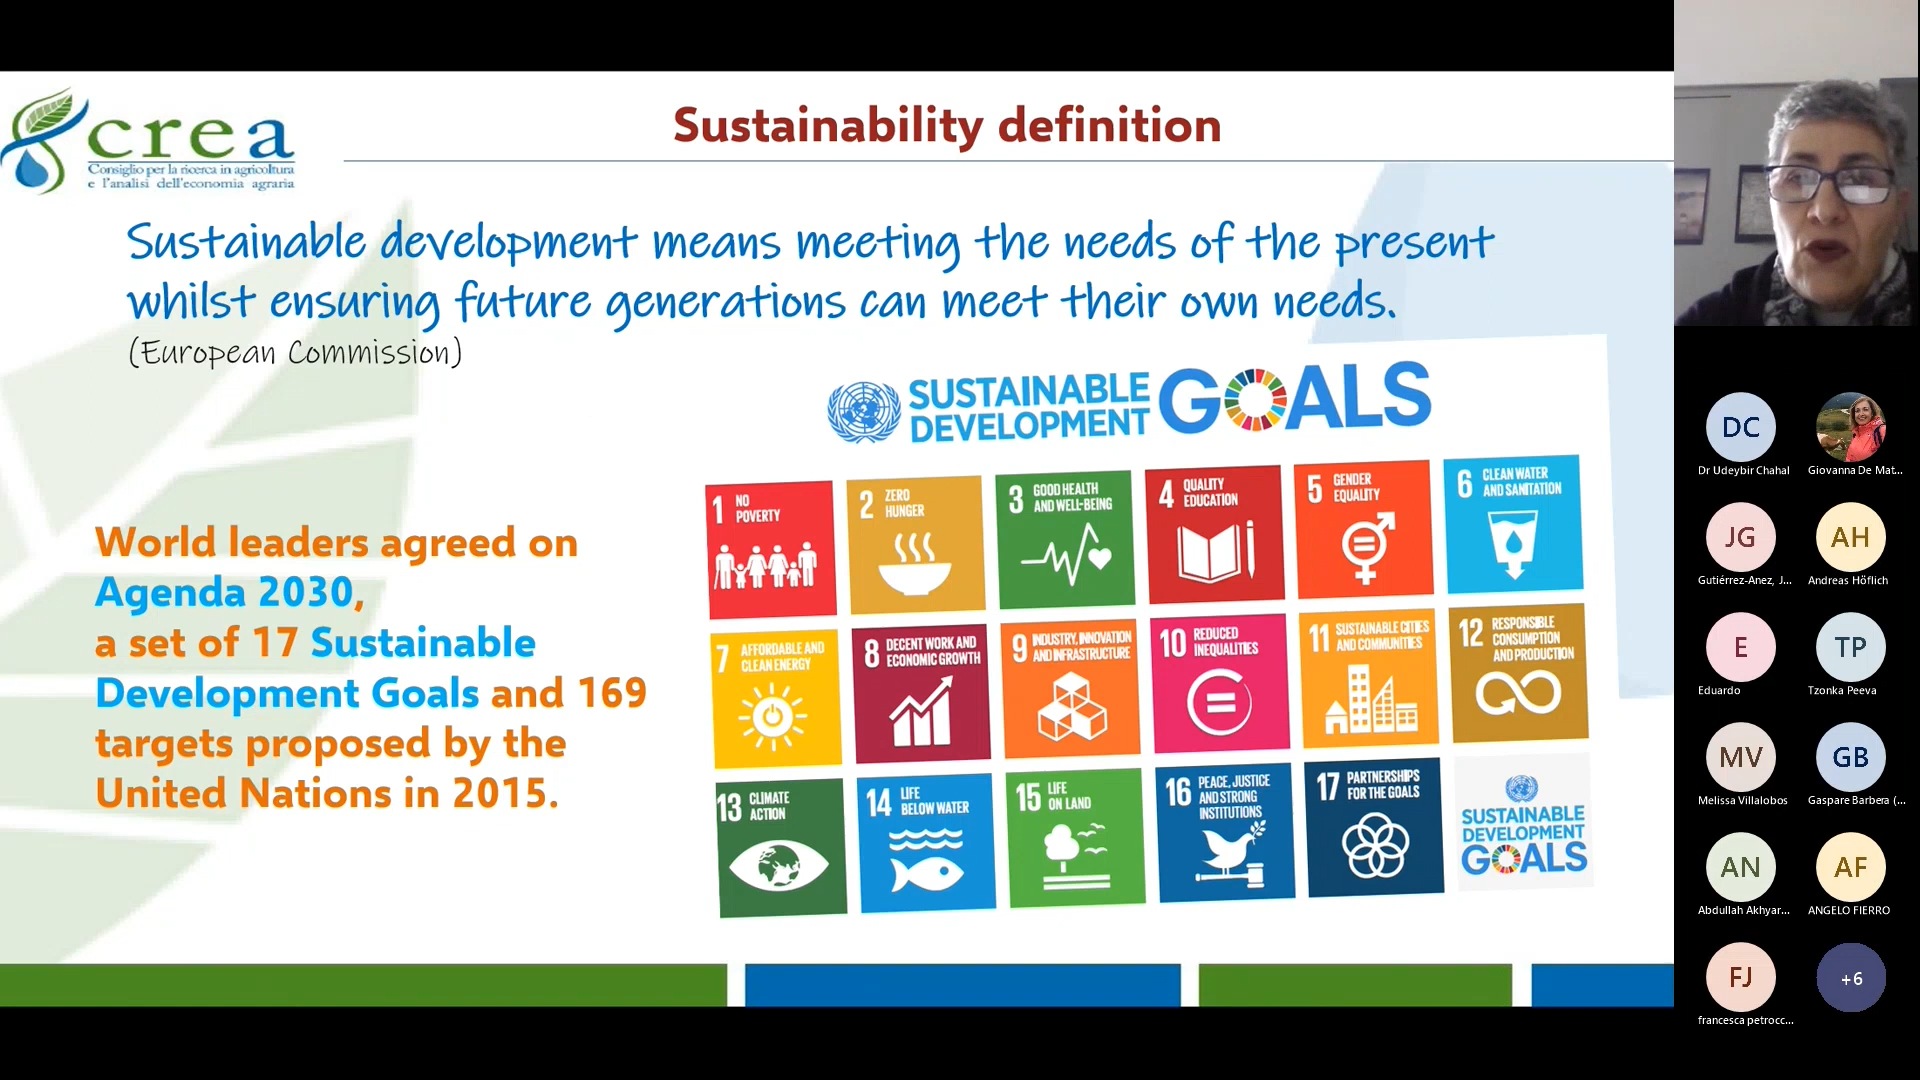 crea
Consiglio per la ricerca in agricoltura
e l'analisi dell'economia agraria
Sustainability definition
Sustainable development means meeting the needs of the present
whilst ensuring future generations can meet their own needs.
(European Commission)
World leaders agreed on
Agenda 2030,
a set of 17 Sustainable
Development Goals and 169
targets proposed by the
United Nations in 2015.
SUSTAINABLE
DEVELOPMENT
GOALS
1 NO
POVERTY
2 ZERO
HUNGER
3 GOOD HEALTH
AND WELL-BEING
4 QUALITY
EDUCATION
5 GENDER
EQUALITY
6 CLEAN WATER
AND SANITATION
7 AFFORDABLE AND
CLEAN ENERGY
8 DECENT WORK AND
ECONOMIC GROWTH
9 INDUSTRY, INNOVATION
AND INFRASTRUCTURE
10 REDUCED
INEQUALITIES
11 SUSTAINABLE CITIES
AND COMMUNITIES
12 RESPONSIBLE
CONSUMPTION
AND PRODUCTION
13 CLIMATE
ACTION
14 LIFE
BELOW WATER
15 LIFE
ON LAND
16 PEACE, JUSTICE
AND STRONG
INSTITUTIONS
17 PARTNERSHIPS
FOR THE GOALS
SUSTAINABLE
DEVELOPMENT
GOALS
DC
Dr Udeybir Chahal
Giovanna De Mat...
JG
Gutiérrez-Anez, J...
AH
Andreas Höflich
E
Eduardo
TP
Tzonka Peeva
MV
Melissa Villalobos
GB
Gaspare Barbera (...
AN
Abdullah Akhyar...
AF
ANGELO FIERRO
FJ
francesca petrocc...
+6